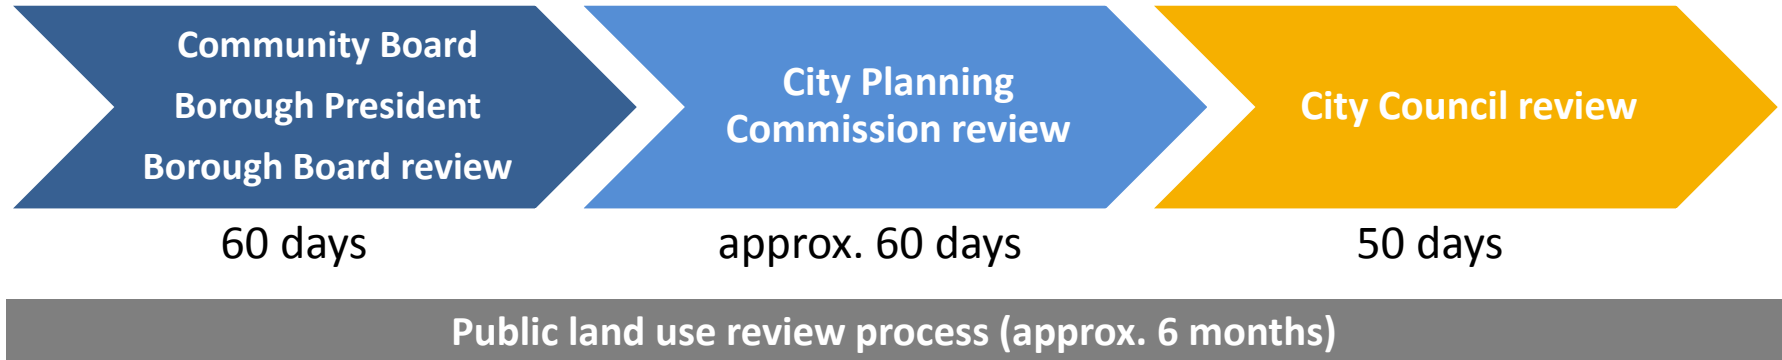 Community Board
Borough President
Borough Board review
City Planning
Commission review
City Council review
60 days
approx. 60 days
50 days
Public land use review process (approx. 6 months)